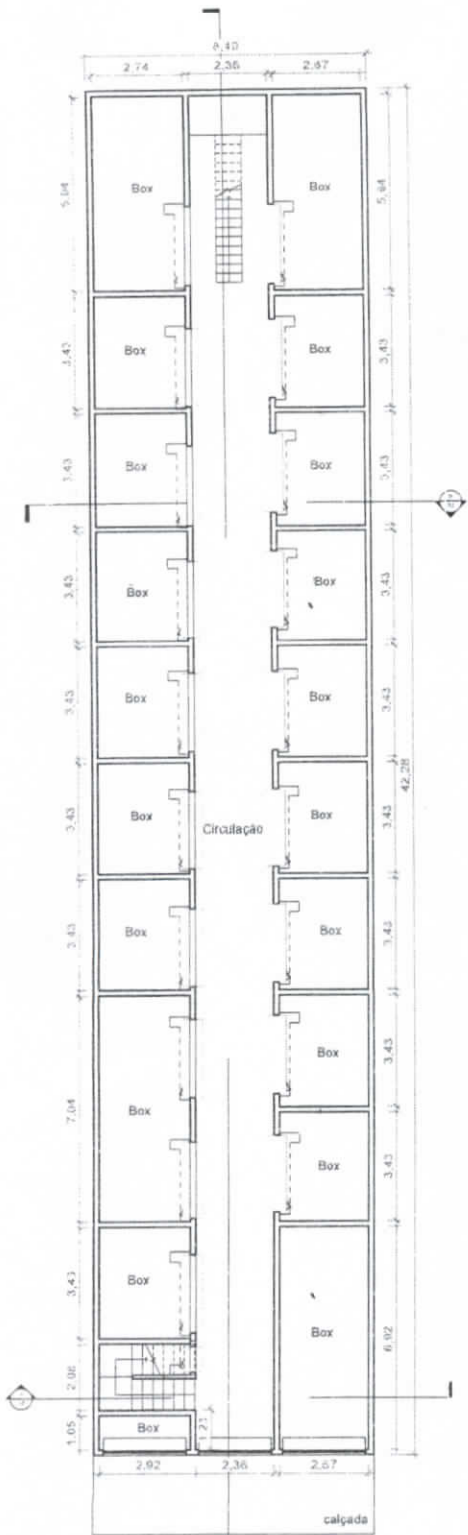 8,40
2,74 2,36 2,67
5,94 Box Box 5,94
3,43 Box Box 3,43
3,43 Box Box 3,43
3,43 Box Box 3,43
3,43 Box Box 3,43
42,28
3,43 Box Circulação Box 3,43
3,43 Box Box 3,43
Box 3,43
7,04 Box
Box 3,43
3,43 Box
Box 6,92
2,08
1,05 Box 1,21
2,92 2,36 2,67
calçada